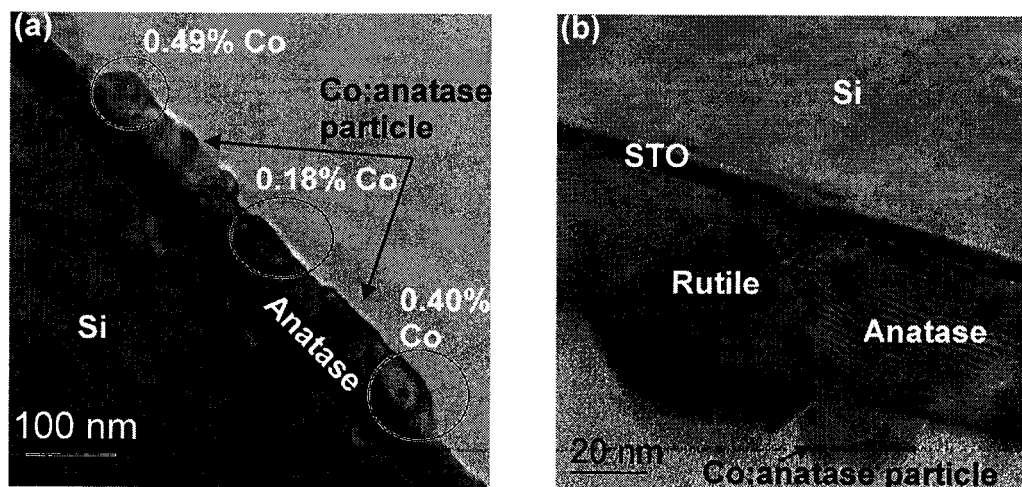 (a)
0.49% Co
Co:anatase
particle
0.18% Co
0.40%
Co
Anatase
Si
100 nm
(b)
Si
STO
Rutile
Anatase
20 nm
Co:anatase particle